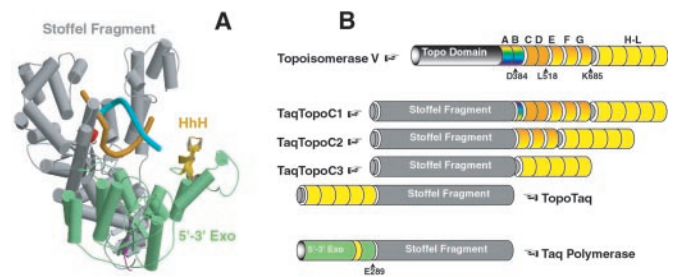 A
Stoffel Fragment
HhH
5'-3' Exo
B
A B C D E F G H-L
Topoisomerase V Topo Domain
D384 L518 K685
TaqTopoC1 Stoffel Fragment
TaqTopoC2 Stoffel Fragment
TaqTopoC3 Stoffel Fragment
Stoffel Fragment TopoTaq
5'-3' Exo Stoffel Fragment Taq Polymerase
E289